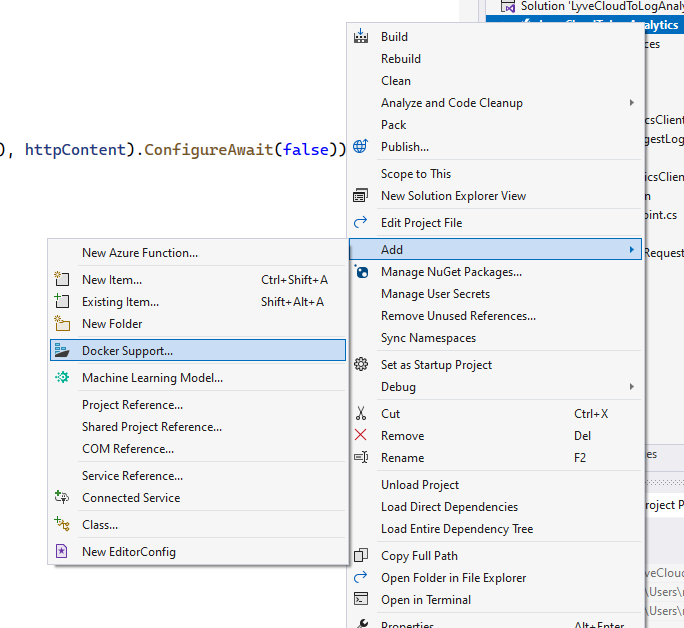 Solution 'LyveCloudToLogAnaly
Analytics
Build
Rebuild
Clean
Analyze and Code Cleanup
Pack
), httpContent).ConfigureAwait(false))
Publish...
Scope to This
New Solution Explorer View
Edit Project File
Add
Manage NuGet Packages...
Manage User Secrets
Remove Unused References...
Sync Namespaces
Set as Startup Project
Debug
Cut Ctrl+X
Remove Del
Rename F2
Unload Project
Load Direct Dependencies
Load Entire Dependency Tree
Copy Full Path
Open Folder in File Explorer
Open in Terminal
Properties Alt+Enter
New Azure Function...
New Item... Ctrl+Shift+A
Existing Item... Shift+Alt+A
New Folder
Docker Support...
Machine Learning Model...
Project Reference...
Shared Project Reference...
COM Reference...
Service Reference...
Connected Service
Class...
New EditorConfig
ces
csClient
gestLog
icsClien
n
oint.cs
Request
es
roject P
veCloud
\Users\
\Users\